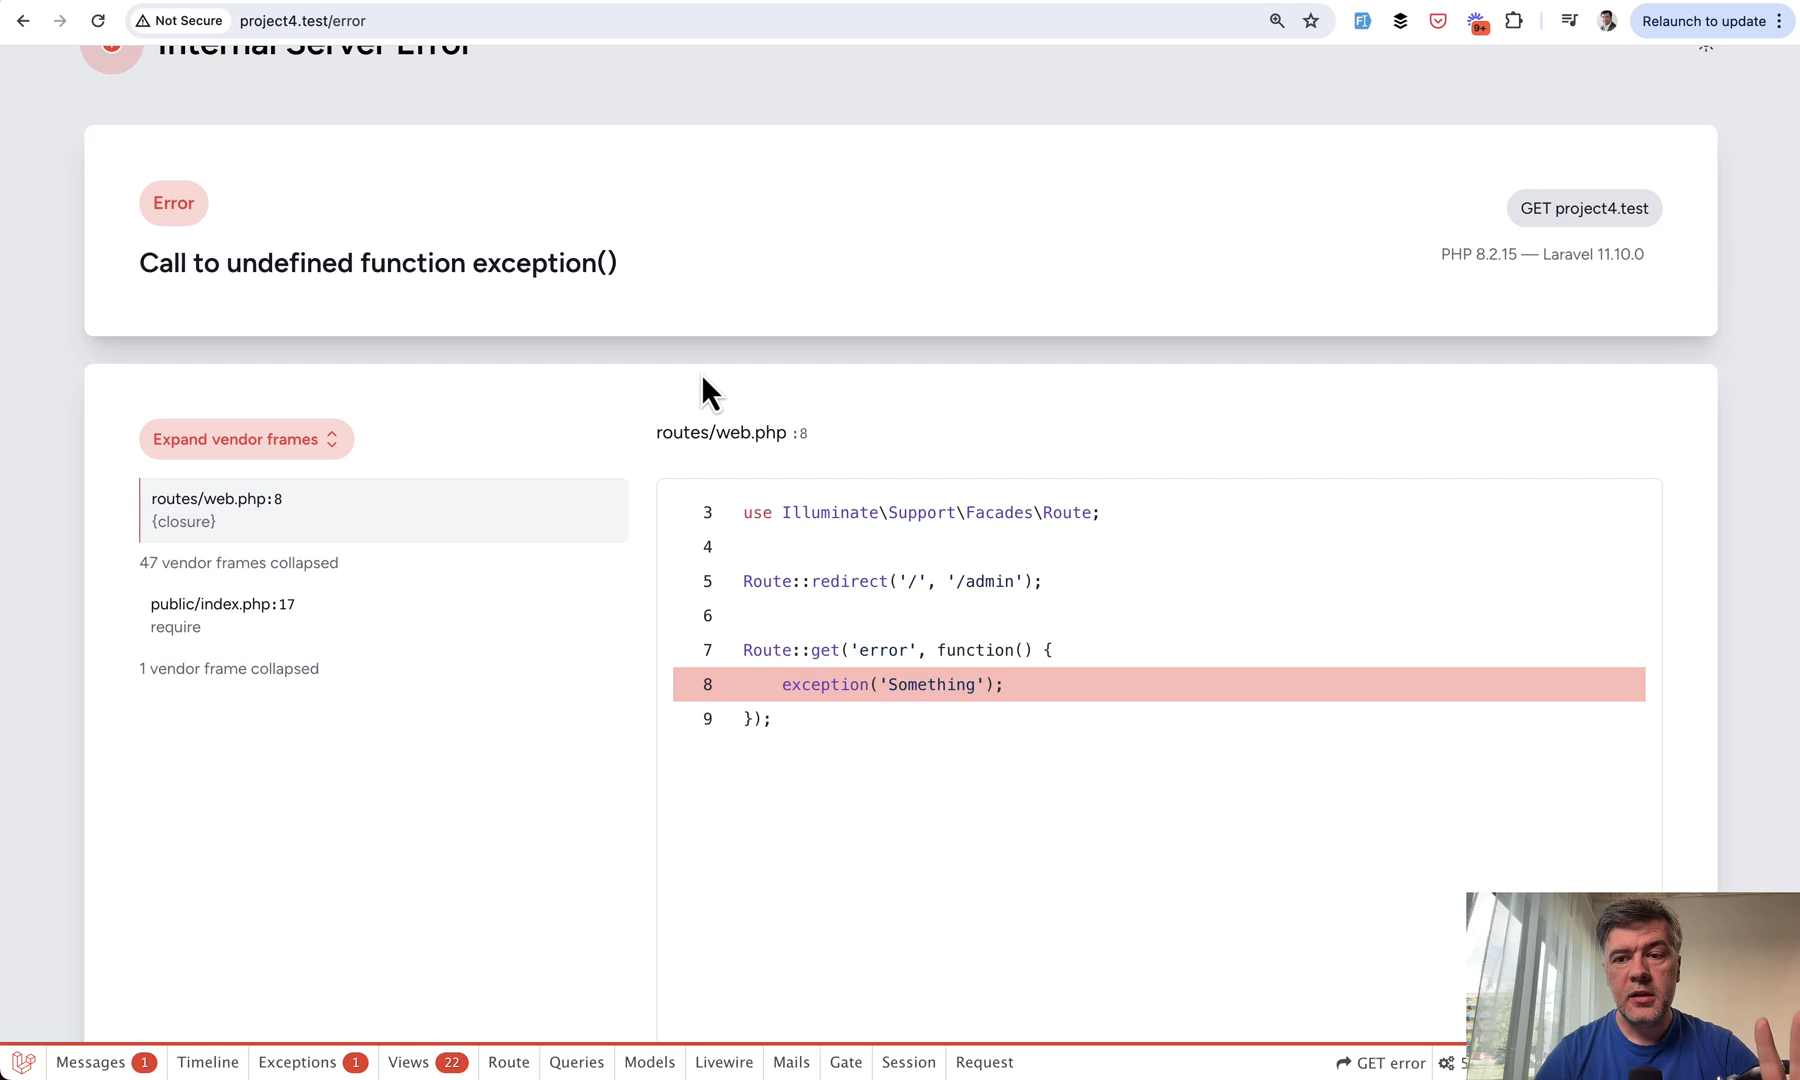 Not Secure project4.test/error
9+
Relaunch to update
Internal Server Error
Error
GET project4.test
Call to undefined function exception()
PHP 8.2.15 — Laravel 11.10.0
Expand vendor frames
routes/web.php :8
routes/web.php:8
{closure}
47 vendor frames collapsed
public/index.php:17
require
1 vendor frame collapsed
3 use Illuminate\Support\Facades\Route;
4
5 Route::redirect('/', '/admin');
6
7 Route::get('error', function() {
8 exception('Something');
9 });
Messages 1 Timeline Exceptions 1 Views 22 Route Queries Models Livewire Mails Gate Session Request GET error